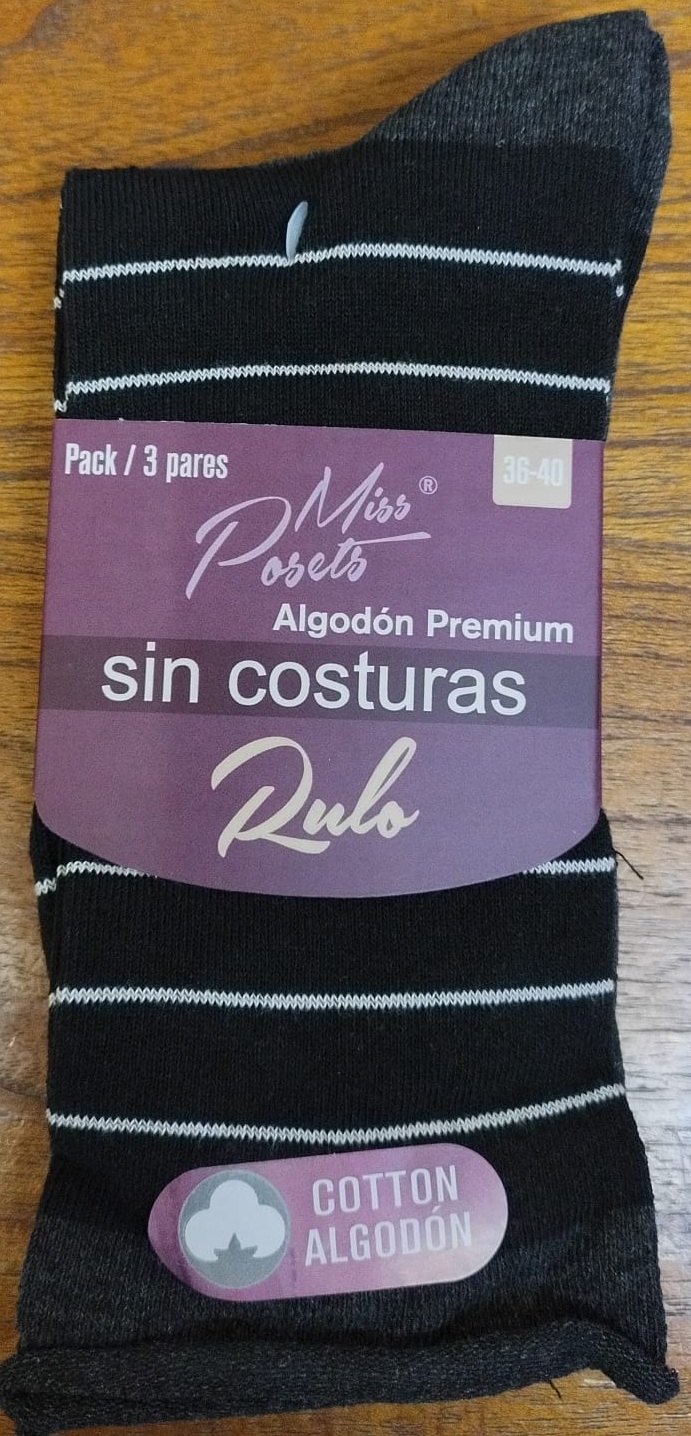 Pack / 3 pares
36-40
Miss ®
Posets
Algodón Premium
sin costuras
Rulo
COTTON
ALGODÓN